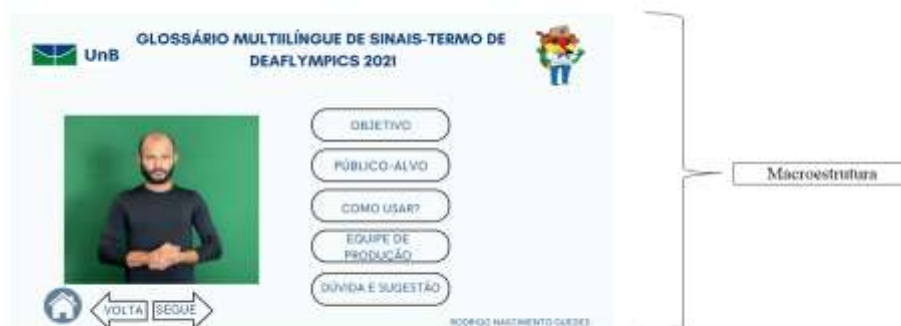 GLOSSÁRIO MULTIILÍNGUE DE SINAIS-TERMO DE
DEAFLYMPICS 2021
UnB
OBJETIVO
PÚBLICO-ALVO
COMO USAR?
EQUIPE DE
PRODUÇÃO
DÚVIDA E SUGESTÃO
VOLTA
SEGUE
RODRIGO NASTIMENTO GUEDES
Macroestrutura